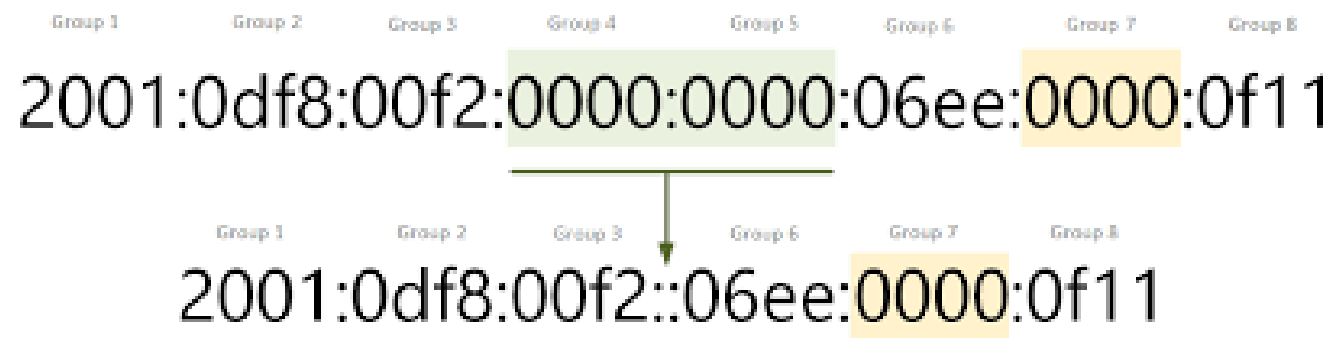 Group 1 Group 2 Group 3 Group 4 Group 5 Group 6 Group 7 Group 8
2001:0df8:00f2:0000:0000:06ee:0000:0f11
Group 1 Group 2 Group 3 Group 6 Group 7 Group 8
2001:0df8:00f2::06ee:0000:0f11